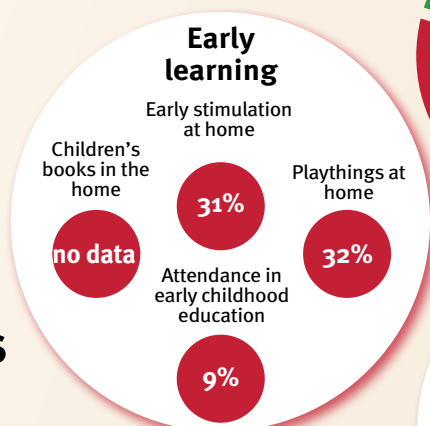 Early
learning
Early stimulation
at home
31%
Children's
books in the
home
no data
Playthings at
home
32%
Attendance in
early childhood
education
9%
s